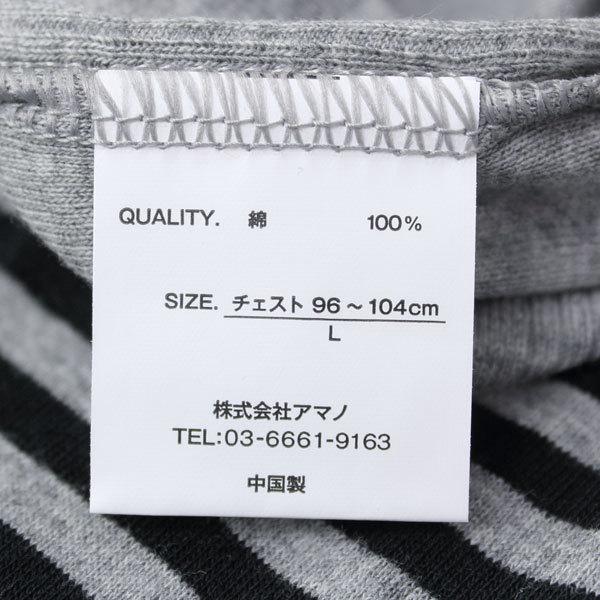 QUALITY. 綿 100%
SIZE. チェスト 96～104cm
L
株式会社アマノ
TEL:03-6661-9163
中国製